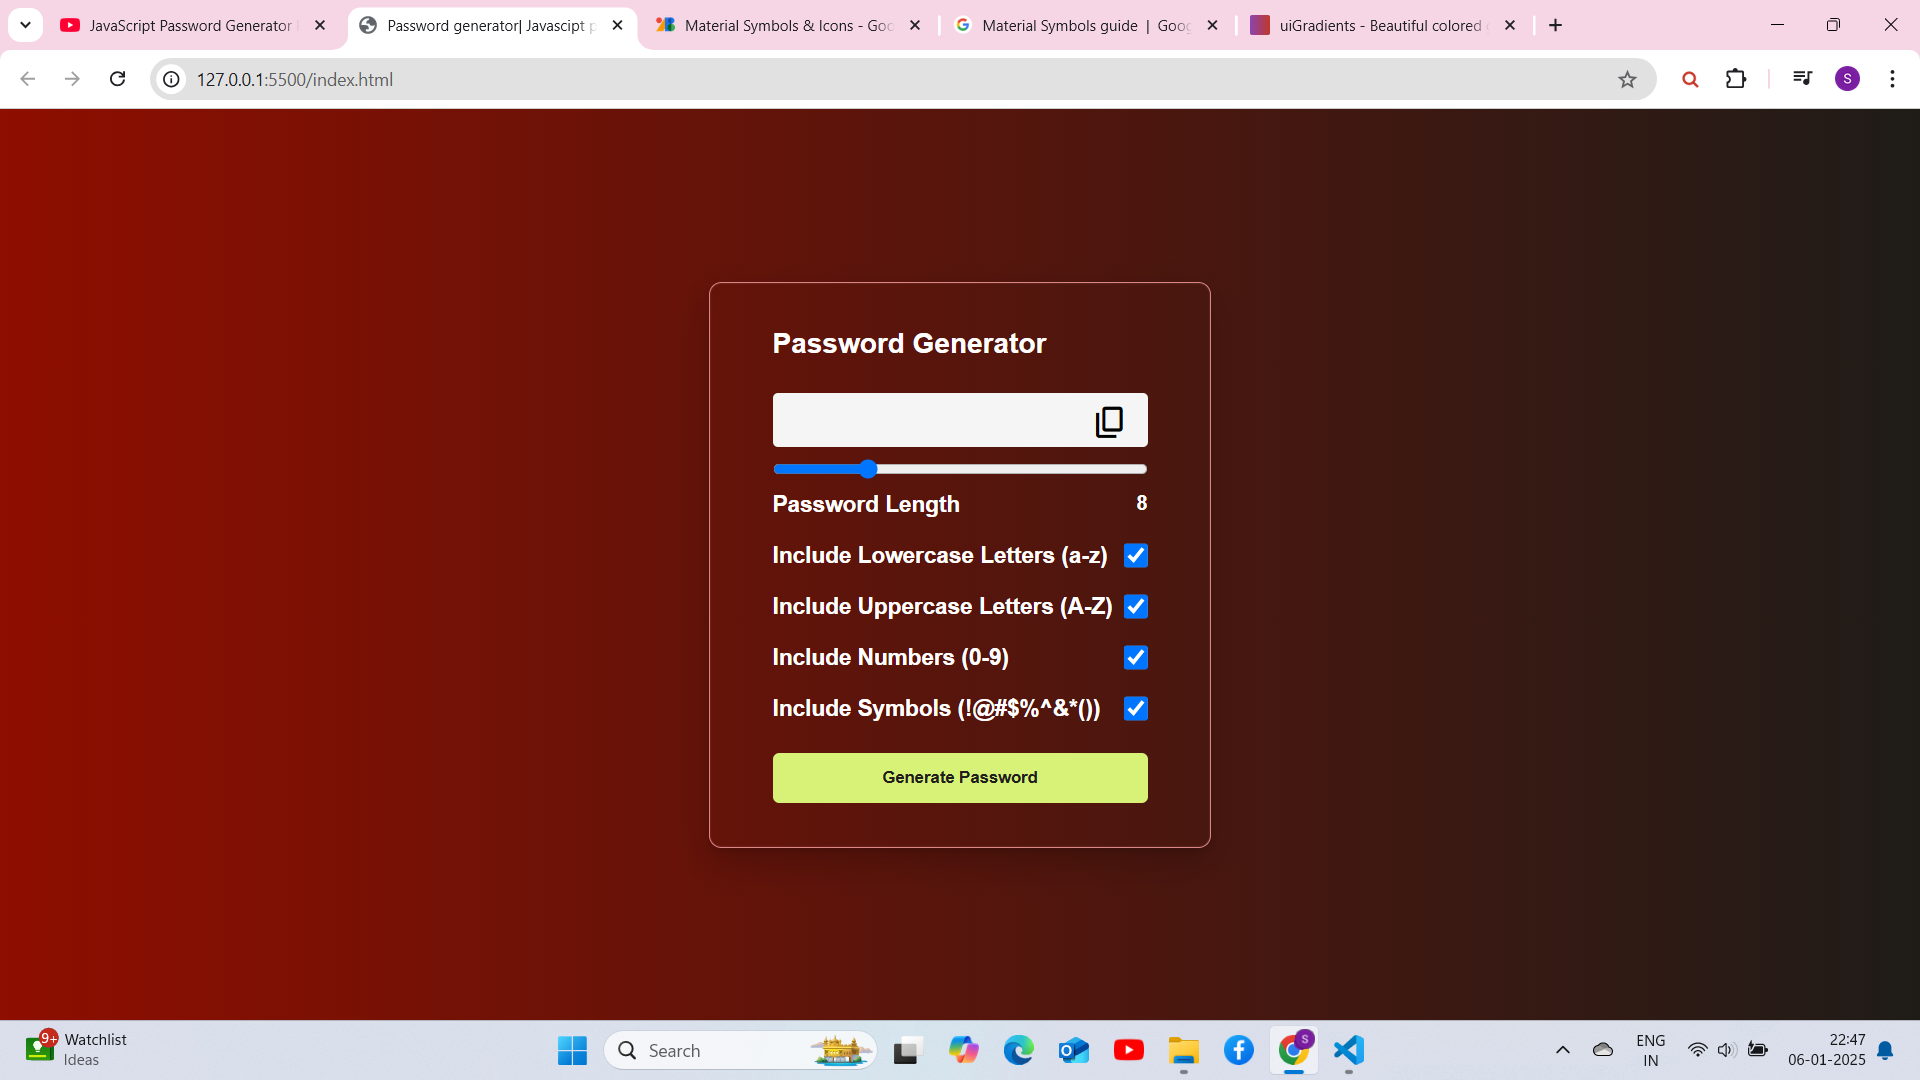 JavaScript Password Generator
Password generator| Javascipt p
Material Symbols & Icons - Goo
Material Symbols guide | Goog
uiGradients - Beautiful colored
127.0.0.1:5500/index.html
S
Password Generator
Password Length 8
Include Lowercase Letters (a-z)
Include Uppercase Letters (A-Z)
Include Numbers (0-9)
Include Symbols (!@#$%^&*())
Generate Password
9+
Watchlist
Ideas
Search
S
ENG
IN
22:47
06-01-2025